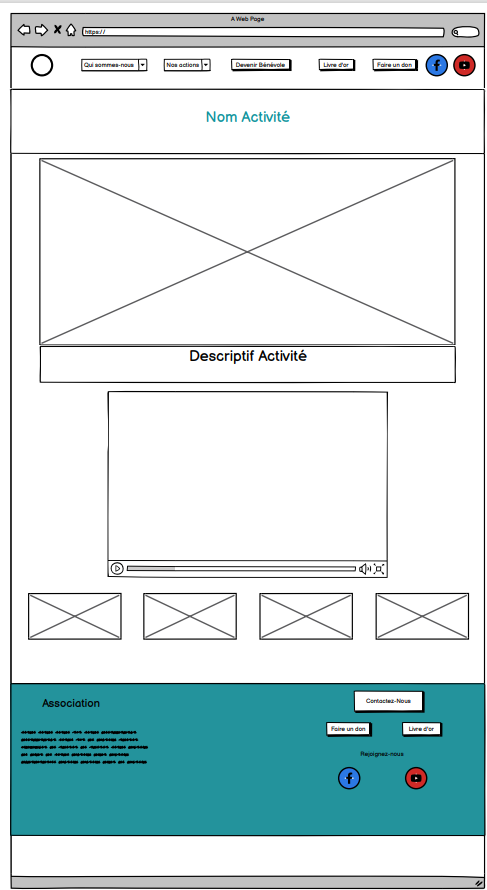 A Web Page
https://
Qui sommes-nous
Nos actions
Devenir Bénévole
Livre d'or
Faire un don
Nom Activité
Descriptif Activité
Association
Contactez-Nous
Faire un don
Livre d'or
Rejoignez-nous